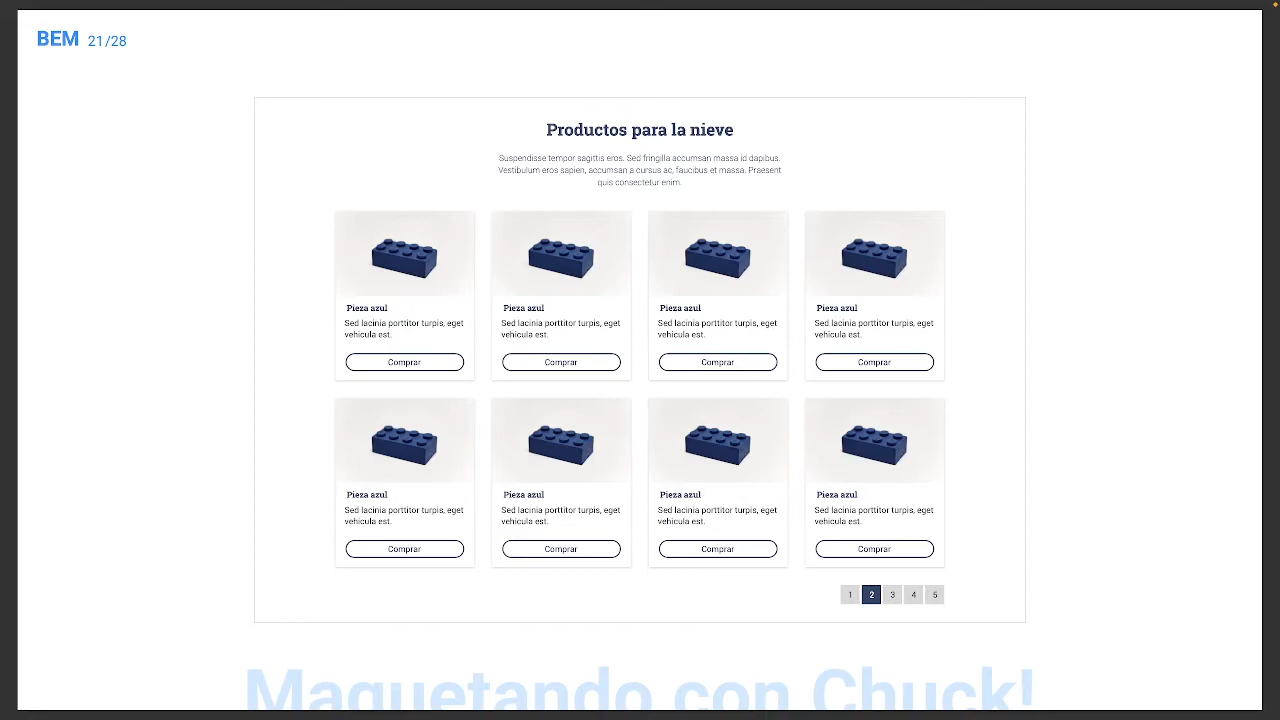 BEM 21/28
Productos para la nieve
Suspendisse tempor sagittis eros. Sed fringilla accumsan massa id dapibus.
Vestibulum eros sapien, accumsan a cursus ac, faucibus et massa. Praesent
quis consectetur enim.
Pieza azul
Sed lacinia porttitor turpis, eget
vehicula est.
Comprar
Pieza azul
Sed lacinia porttitor turpis, eget
vehicula est.
Comprar
Pieza azul
Sed lacinia porttitor turpis, eget
vehicula est.
Comprar
Pieza azul
Sed lacinia porttitor turpis, eget
vehicula est.
Comprar
Pieza azul
Sed lacinia porttitor turpis, eget
vehicula est.
Comprar
Pieza azul
Sed lacinia porttitor turpis, eget
vehicula est.
Comprar
Pieza azul
Sed lacinia porttitor turpis, eget
vehicula est.
Comprar
Pieza azul
Sed lacinia porttitor turpis, eget
vehicula est.
Comprar
1 2 3 4 5
Maquetando con Chuck!